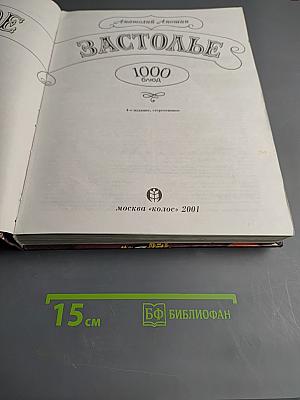 Анатолий Аношин
ЗАСТОЛЬЕ
1000
БЛЮД
4-е издание, стереотипное
МОСКВА «КОЛОС» 2001
15 см
БФ БИБЛИОФАН